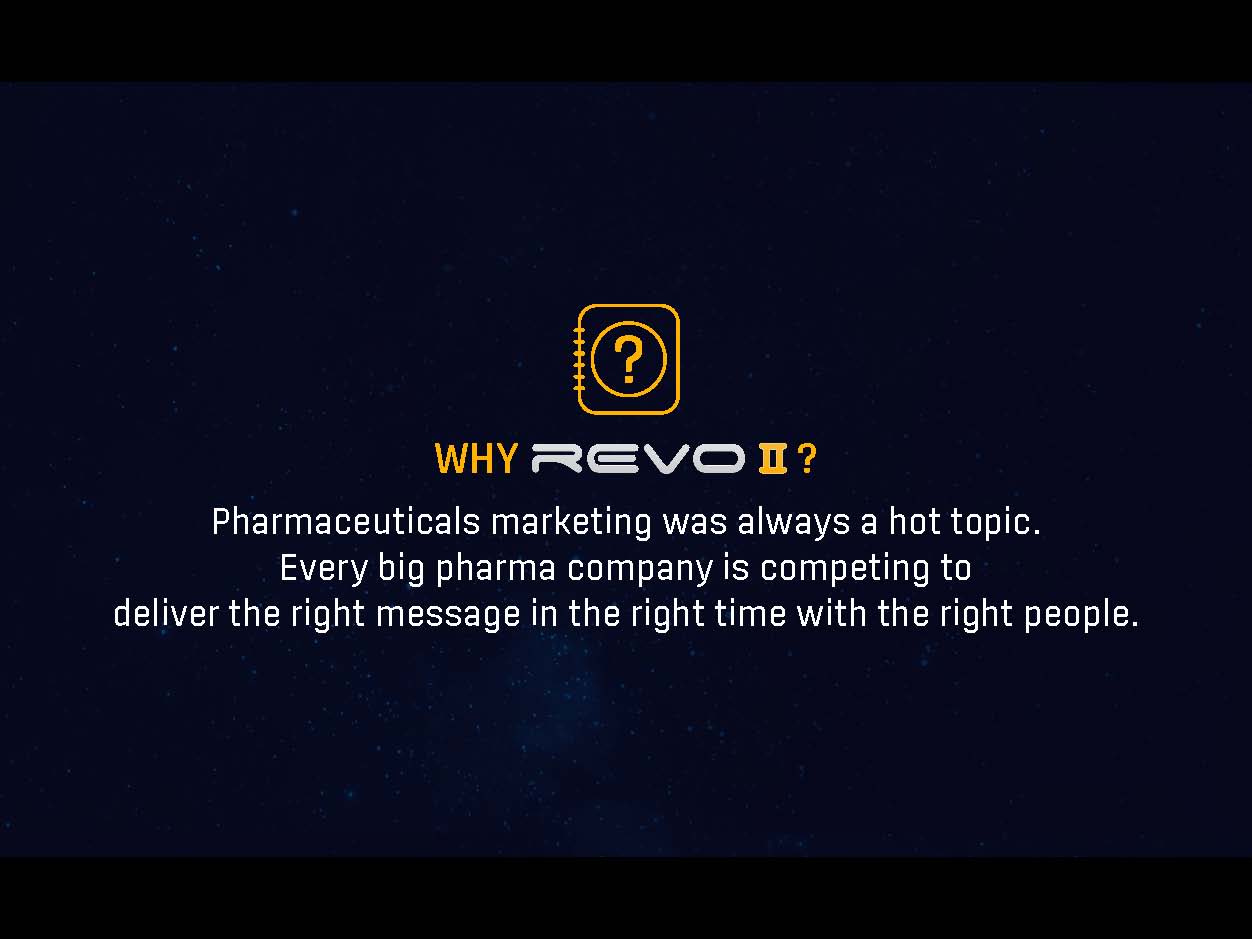 ?
WHY REVO II ?
Pharmaceuticals marketing was always a hot topic.
Every big pharma company is competing to
deliver the right message in the right time with the right people.